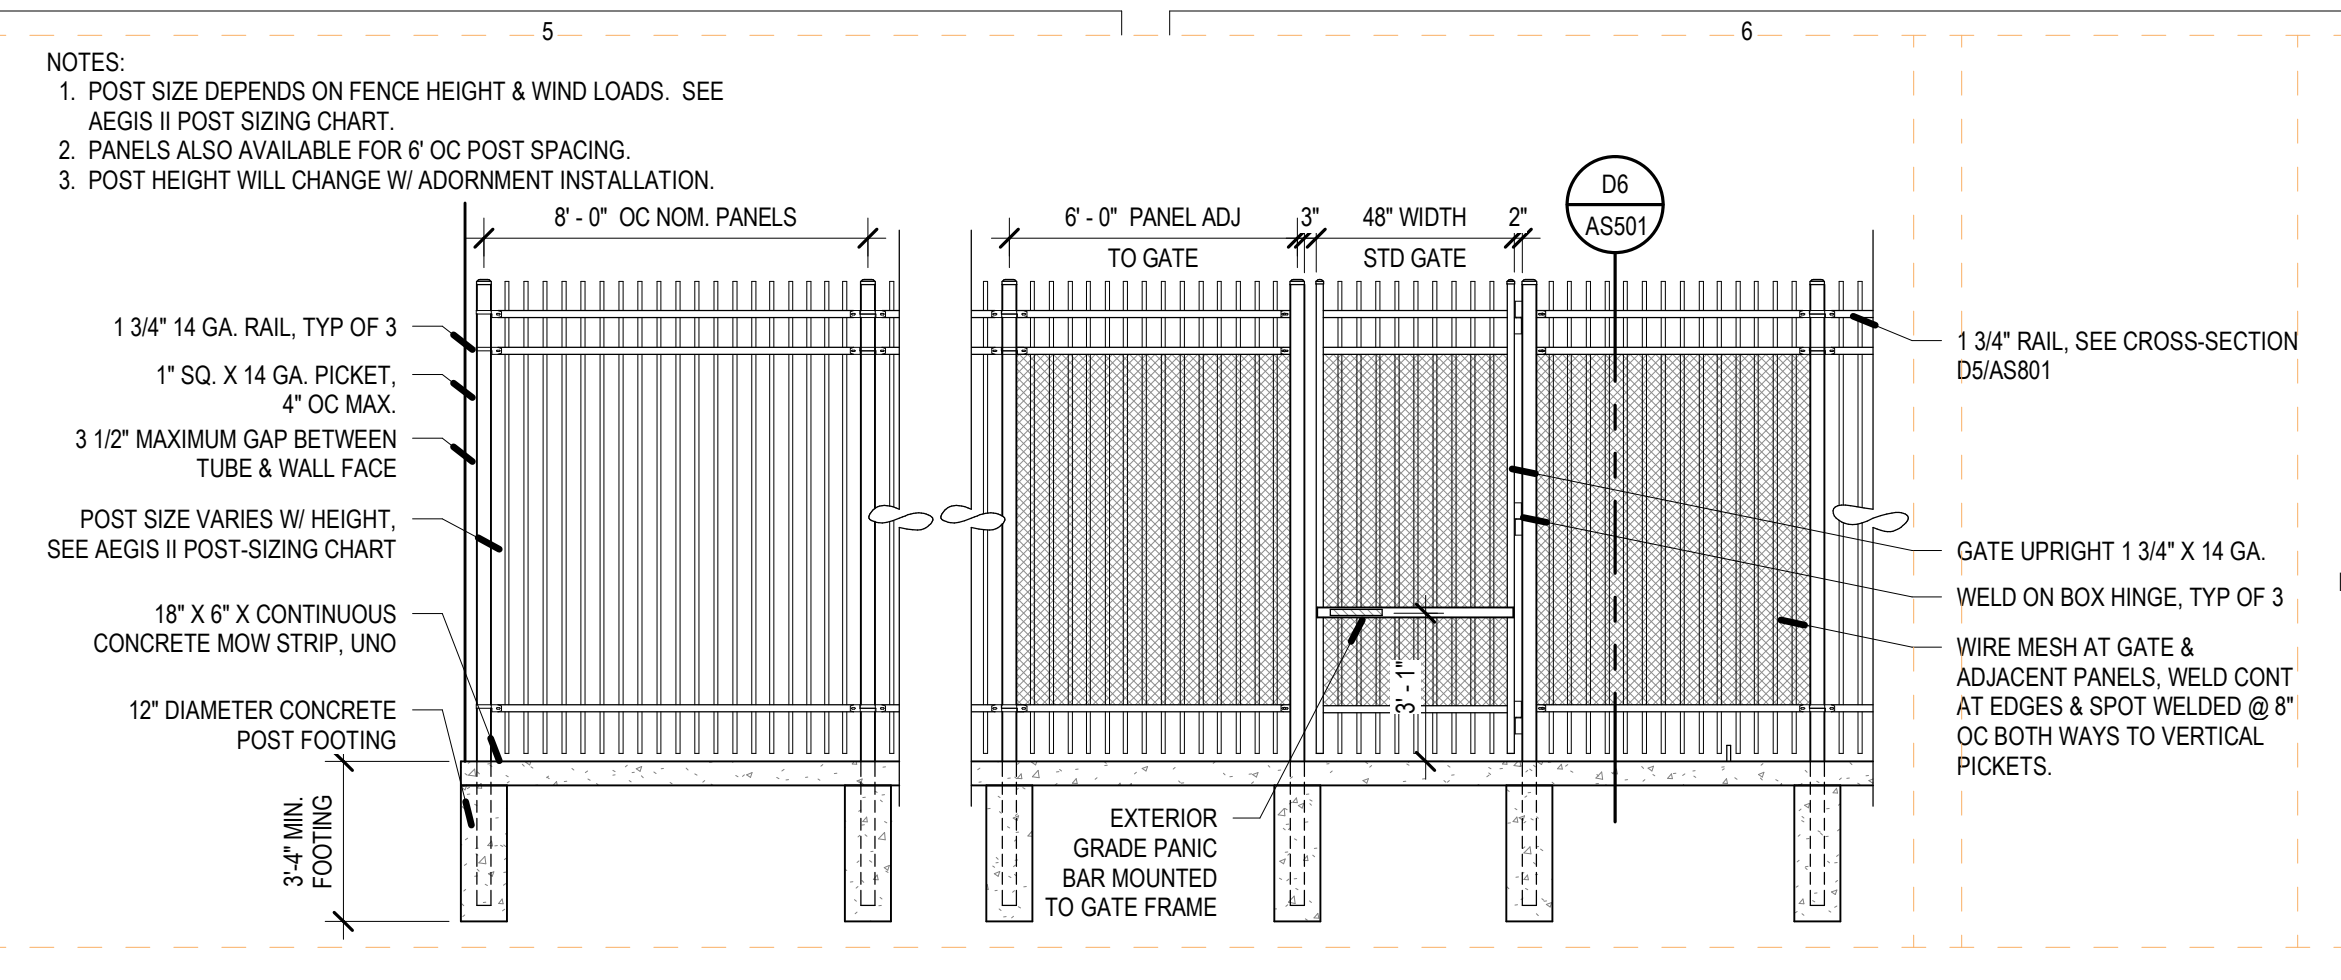 5
6
NOTES:
1. POST SIZE DEPENDS ON FENCE HEIGHT & WIND LOADS. SEE
AEGIS II POST SIZING CHART.
2. PANELS ALSO AVAILABLE FOR 6' OC POST SPACING.
3. POST HEIGHT WILL CHANGE W/ ADORNMENT INSTALLATION.
8' - 0" OC NOM. PANELS
6' - 0" PANEL ADJ
TO GATE
3"
48" WIDTH
STD GATE
2"
D6
AS501
1 3/4" 14 GA. RAIL, TYP OF 3
1" SQ. X 14 GA. PICKET,
4" OC MAX.
3 1/2" MAXIMUM GAP BETWEEN
TUBE & WALL FACE
POST SIZE VARIES W/ HEIGHT,
SEE AEGIS II POST-SIZING CHART
18" X 6" X CONTINUOUS
CONCRETE MOW STRIP, UNO
12" DIAMETER CONCRETE
POST FOOTING
3'-4" MIN.
FOOTING
3' - 1"
EXTERIOR
GRADE PANIC
BAR MOUNTED
TO GATE FRAME
1 3/4" RAIL, SEE CROSS-SECTION
D5/AS801
GATE UPRIGHT 1 3/4" X 14 GA.
WELD ON BOX HINGE, TYP OF 3
WIRE MESH AT GATE &
ADJACENT PANELS, WELD CONT
AT EDGES & SPOT WELDED @ 8"
OC BOTH WAYS TO VERTICAL
PICKETS.